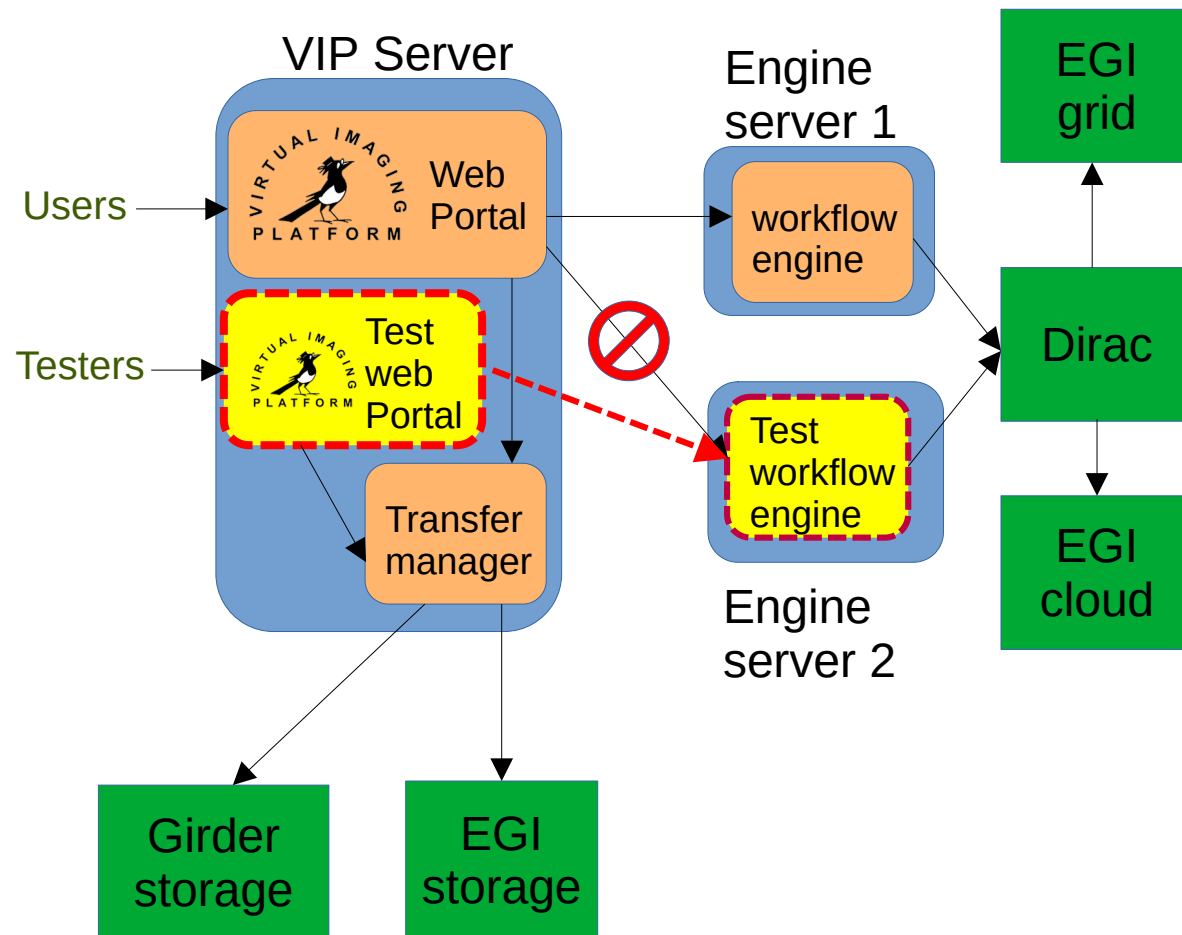 VIP Server
Engine
server 1
EGI
grid
VIRTUAL IMAGING
PLATFORM
Web
Portal
Users
workflow
engine
Testers
VIRTUAL IMAGING
PLATFORM
Test
web
Portal
Dirac
Test
workflow
engine
Transfer
manager
EGI
cloud
Engine
server 2
Girder
storage
EGI
storage